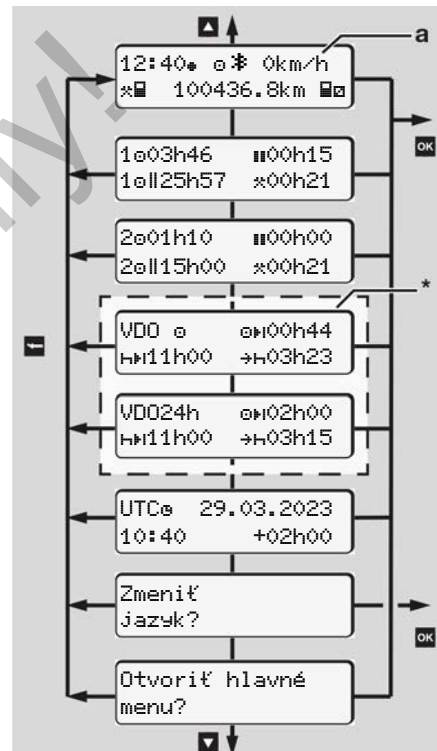 a
12:40● ⊙ 0km/h
100436.8km
OK
1⊙03h46 00h15
1⊙||25h57 00h21
2⊙01h10 00h00
2⊙||15h00 00h21
*
VDO ⊙ ⊙▶|00h44
▶|11h00 03h23
VDO24h ⊙▶|02h00
▶|11h00 03h15
UTC 29.03.2023
10:40 +02h00
Zmeniť
jazyk?
OK
Otvoriť hlavné
menu?